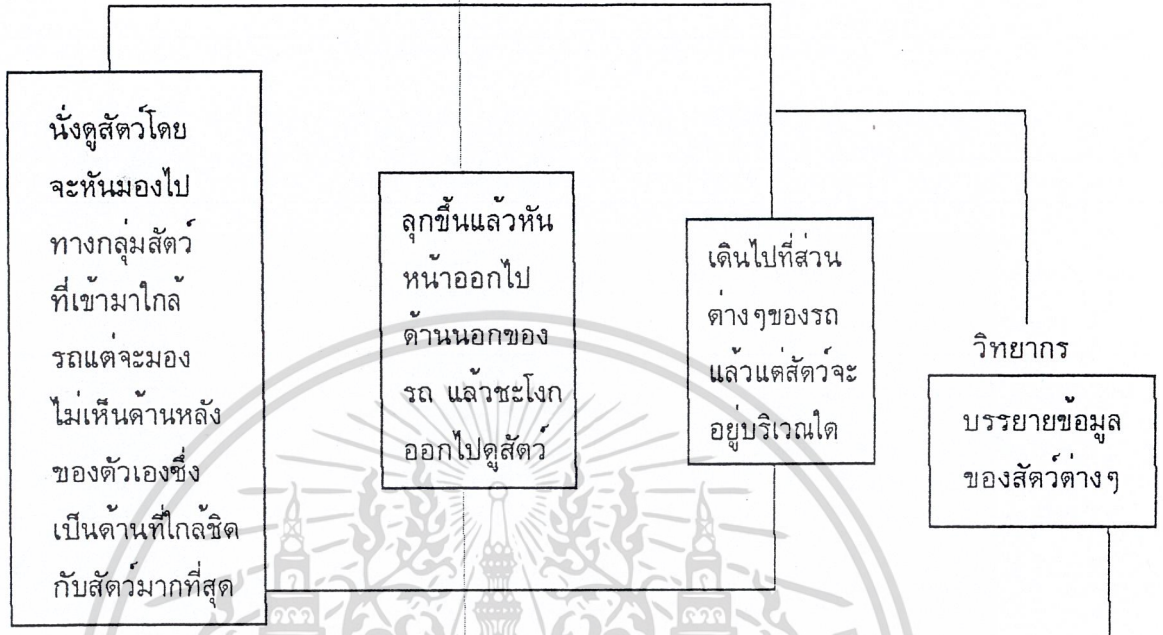 นั่งดูสัตว์โดย
จะหันมองไป
ทางกลุ่มสัตว์
ที่เข้ามาใกล้
รถแต่จะมอง
ไม่เห็นด้านหลัง
ของตัวเองซึ่ง
เป็นด้านที่ใกล้ชิด
กับสัตว์มากที่สุด
ลุกขึ้นแล้วหัน
หน้าออกไป
ด้านนอกของ
รถ แล้วชะโงก
ออกไปดูสัตว์
เดินไปที่ส่วน
ต่างๆของรถ
แล้วแต่สัตว์จะ
อยู่บริเวณใด
วิทยากร
บรรยายข้อมูล
ของสัตว์ต่างๆ